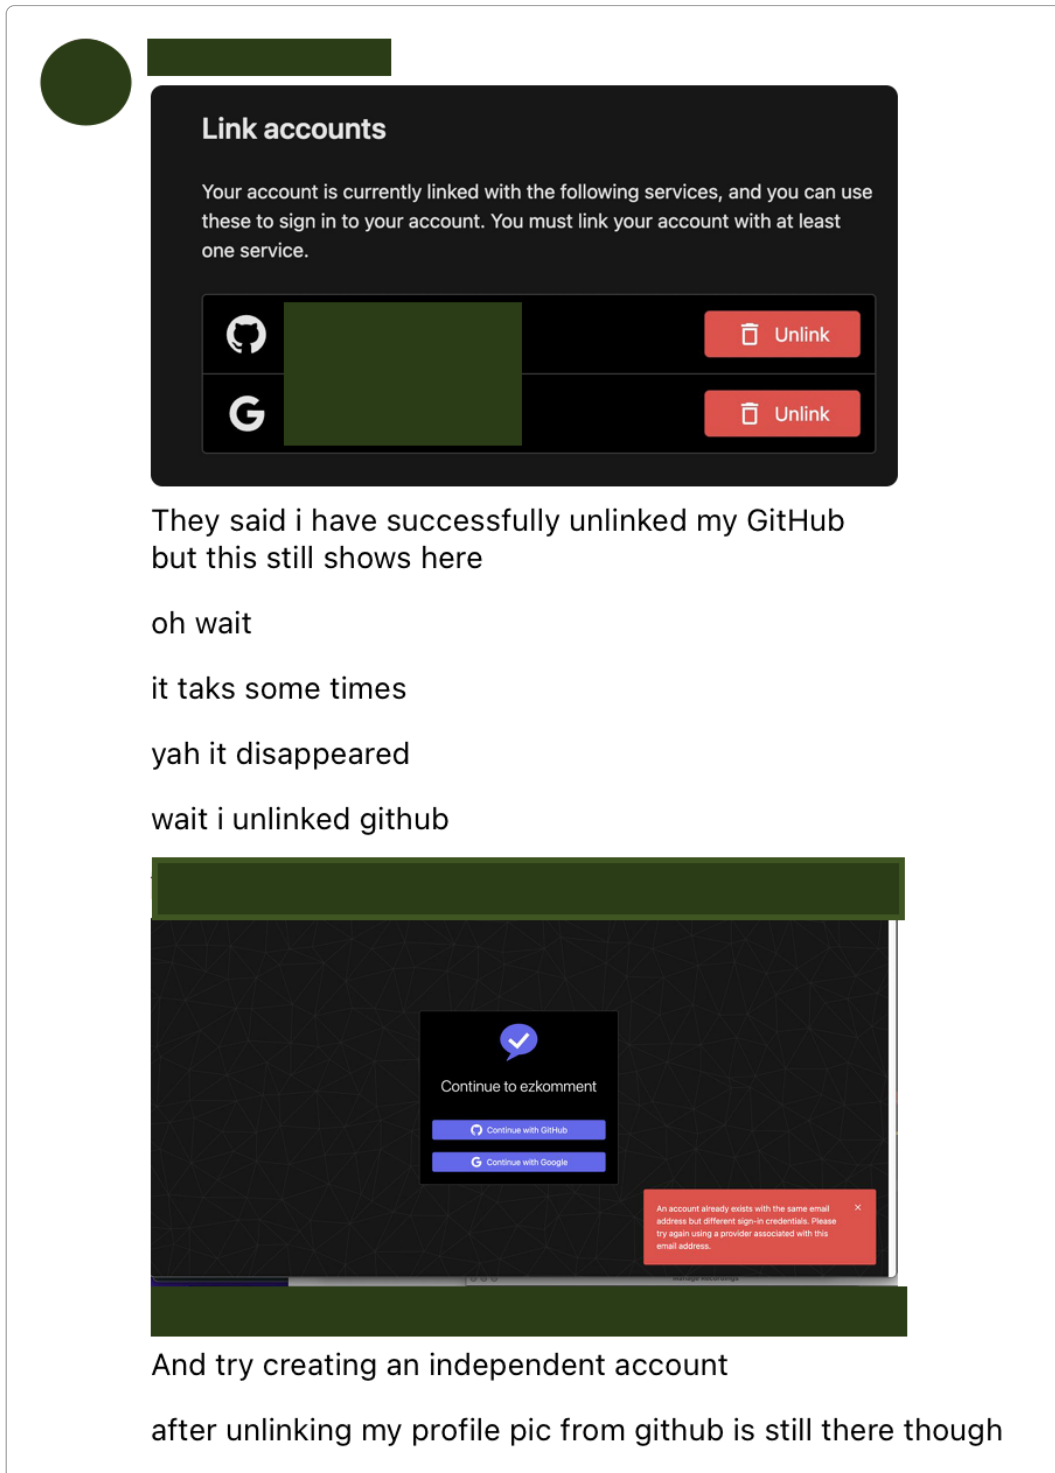 Link accounts
Your account is currently linked with the following services, and you can use
these to sign in to your account. You must link your account with at least
one service.
Unlink
Unlink
They said i have successfully unlinked my GitHub
but this still shows here
oh wait
it taks some times
yah it disappeared
wait i unlinked github
Continue to ezkomment
Continue with GitHub
Continue with Google
An account already exists with the same email
address but different sign-in credentials. Please
try again using a provider associated with this
email address.
And try creating an independent account
after unlinking my profile pic from github is still there though